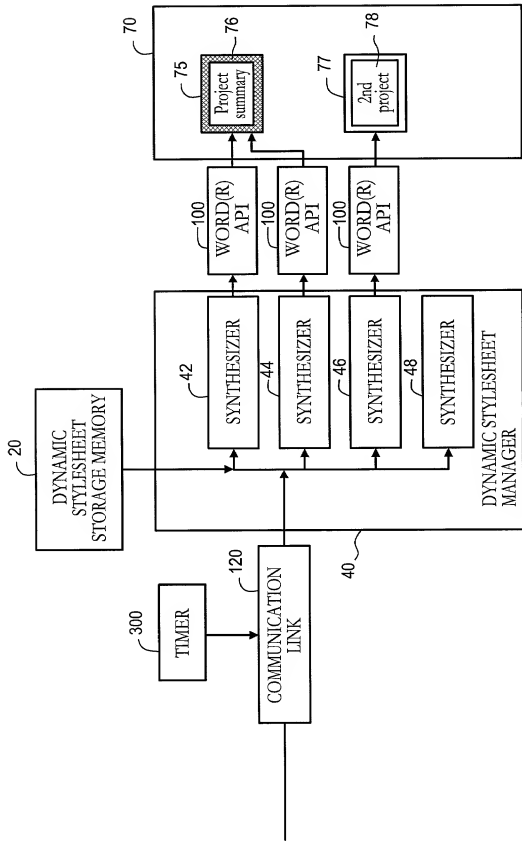 20
DYNAMIC
STYLESHEET
STORAGE MEMORY
300
TIMER
120
COMMUNICATION
LINK
40
42
SYNTHESIZER
44
SYNTHESIZER
46
SYNTHESIZER
48
SYNTHESIZER
DYNAMIC STYLESHEET
MANAGER
100
WORD(R)
API
100
WORD(R)
API
100
WORD(R)
API
70
75
76
Project
summary
77
78
2nd
project